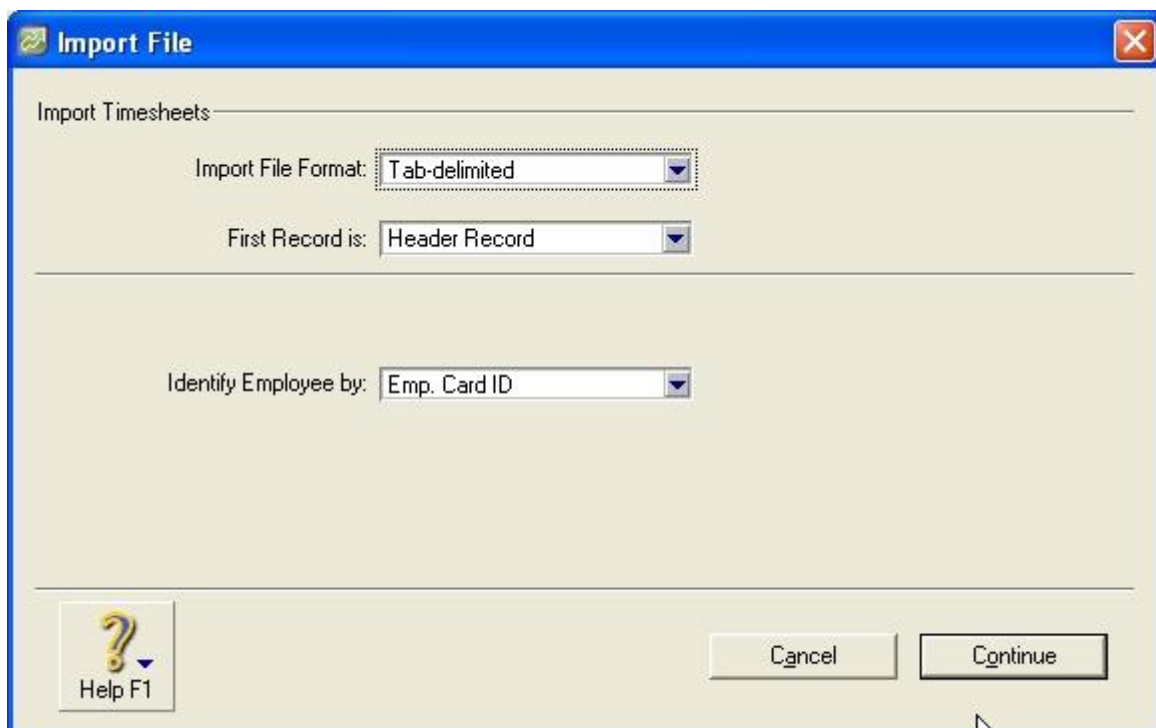 Import File
Import Timesheets
Import File Format: Tab-delimited
First Record is: Header Record
Identify Employee by: Emp. Card ID
Help F1
Cancel
Continue